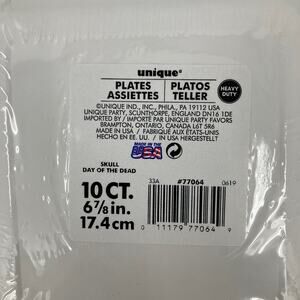 unique®
PLATES
ASSIETTES
PLATOS
TELLER
HEAVY
DUTY
©UNIQUE IND., INC., PHILA., PA 19112 USA
UNIQUE PARTY, SCUNTHORPE, ENGLAND DN16 1DE
IMPORTED BY / IMPORTÉ PAR UNIQUE PARTY FAVORS
BRAMPTON, ONTARIO, CANADA L6T 5R6
MADE IN USA / FABRIQUÉ AUX ÉTATS-UNIS
HECHO EN EE. UU. / IN USA HERGESTELLT
MADE IN
USA
SKULL
DAY OF THE DEAD
33A #77064 0619
10 CT.
6 7/8 in.
17.4 cm
0 11179 77064 9